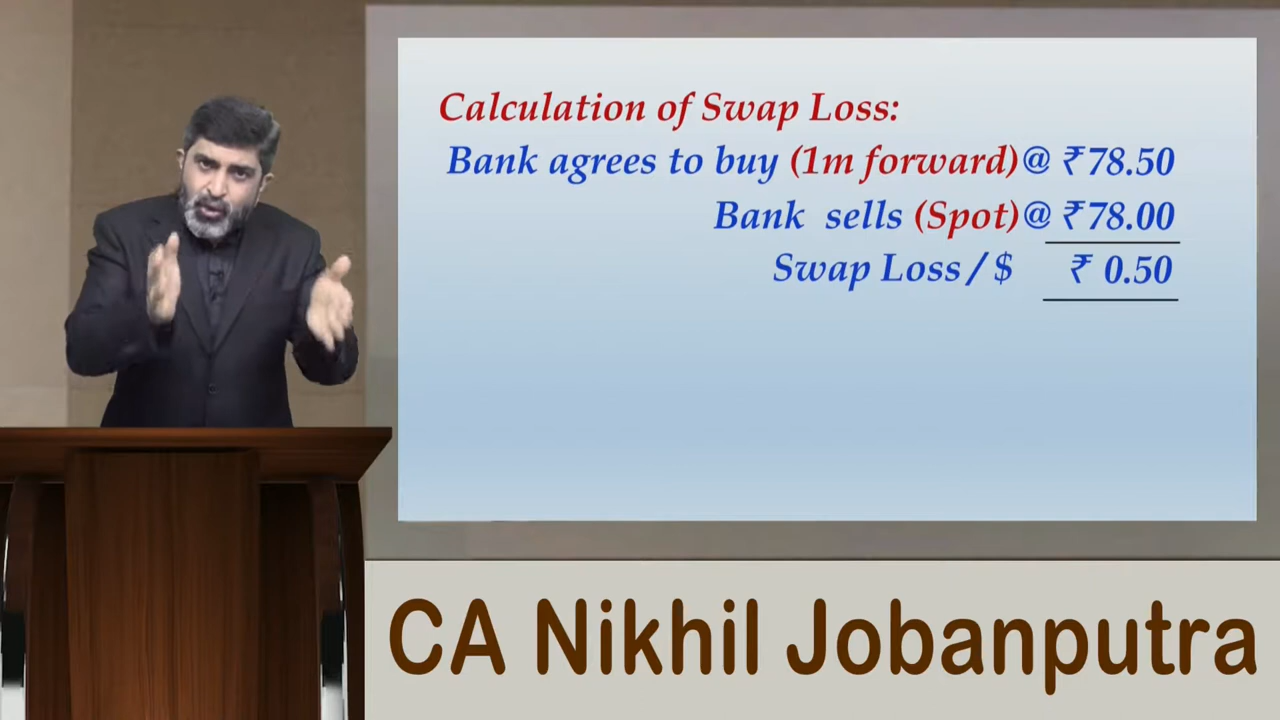 Calculation of Swap Loss:
Bank agrees to buy (1m forward)@ ₹78.50
Bank sells (Spot)@ ₹78.00
Swap Loss/$ ₹ 0.50
CA Nikhil Jobanputra